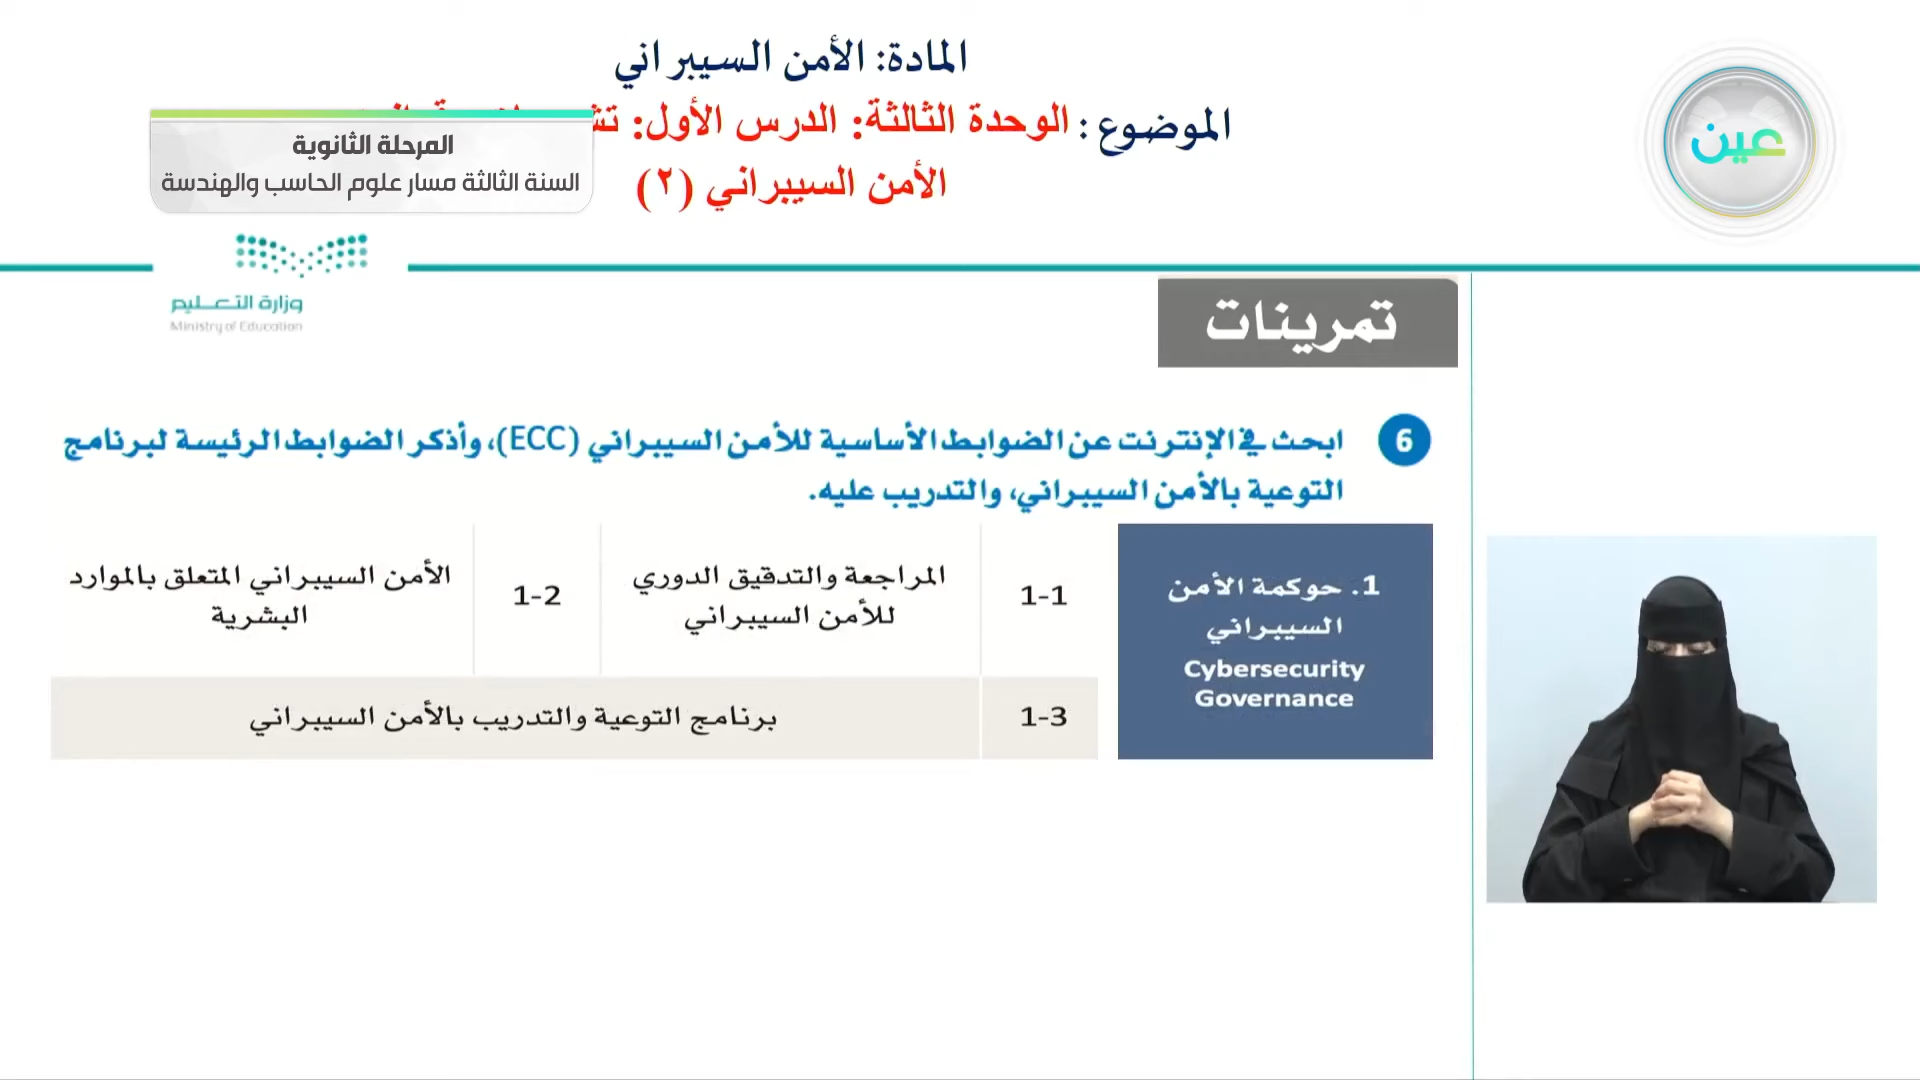 المادة: الأمن السيبراني
الموضوع: الوحدة الثالثة: الدرس الأول:
الأمن السيبراني (٢)
المرحلة الثانوية
السنة الثالثة مسار علوم الحاسب والهندسة
عين
وزارة التعليم
Ministry of Education
تمرينات
6 ابحث في الإنترنت عن الضوابط الأساسية للأمن السيبراني (ECC)، وأذكر الضوابط الرئيسة لبرنامج
التوعية بالأمن السيبراني، والتدريب عليه.
1. حوكمة الأمن
السيبراني
Cybersecurity
Governance
1-1
المراجعة والتدقيق الدوري
للأمن السيبراني
1-2
الأمن السيبراني المتعلق بالموارد
البشرية
1-3
برنامج التوعية والتدريب بالأمن السيبراني